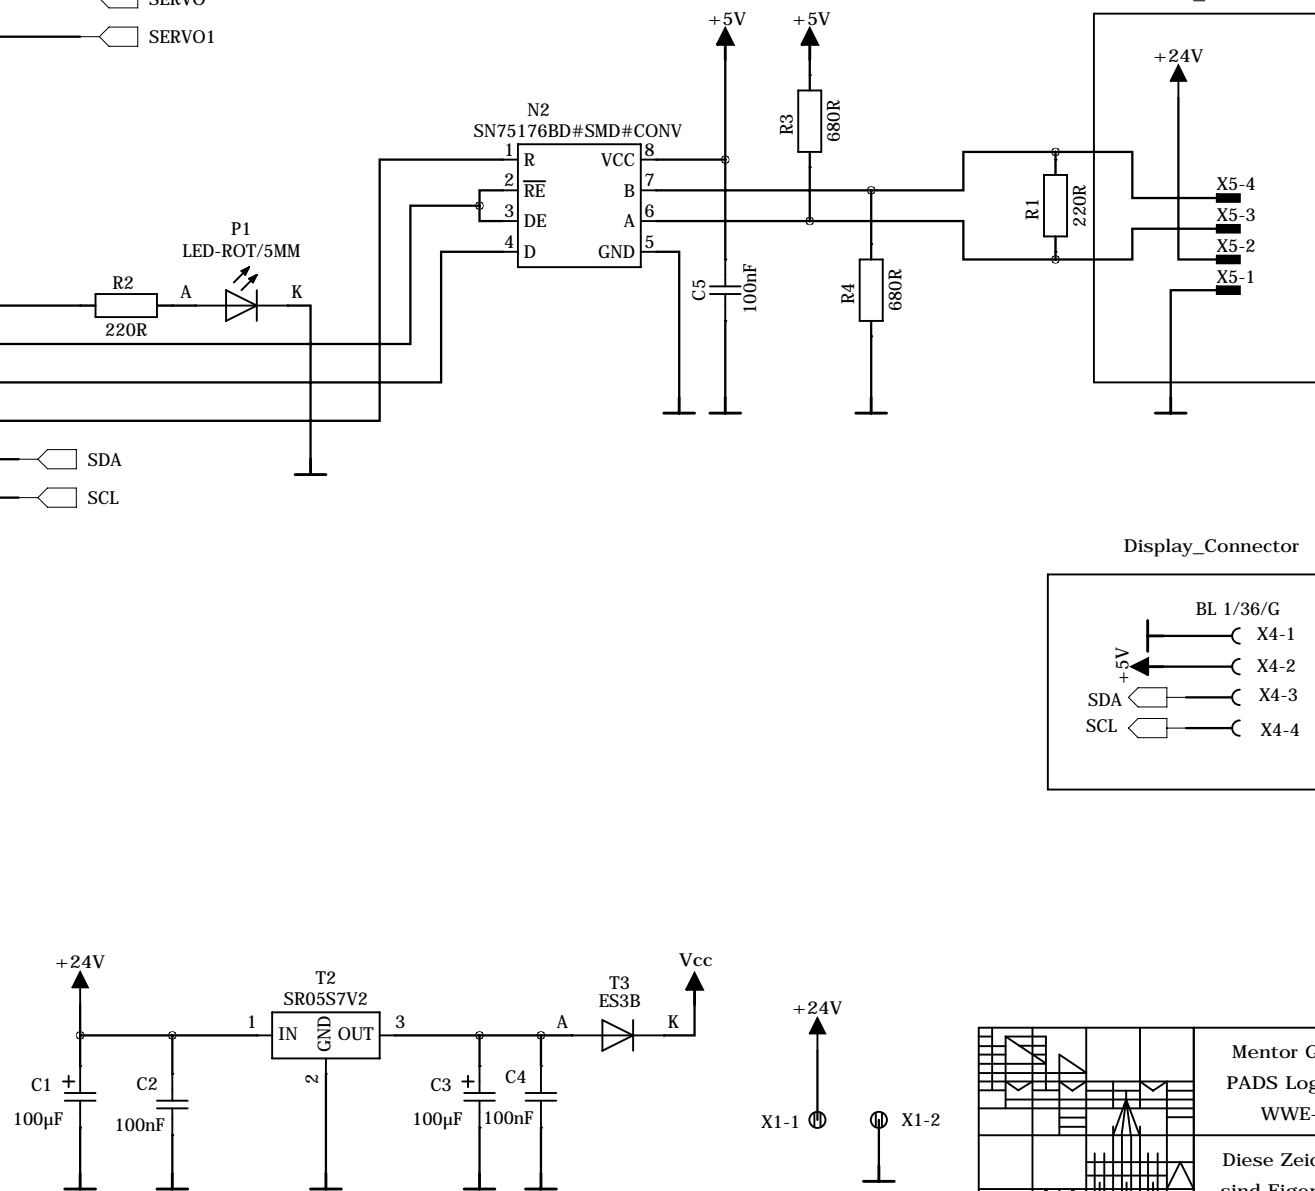 SERVO
SERVO1
+5V
+5V
+24V
N2
SN75176BD#SMD#CONV
R3
680R
1
R
VCC
8
2
RE
B
7
3
DE
A
6
4
D
GND
5
R1
220R
X5-4
X5-3
X5-2
X5-1
P1
LED-ROT/5MM
R2
A
K
220R
C5
100nF
R4
680R
SDA
SCL
Display_Connector
BL 1/36/G
X4-1
+5V
X4-2
SDA
X4-3
SCL
X4-4
+24V
T2
SR05S7V2
1
IN
GND
OUT
3
2
T3
ES3B
A
K
Vcc
C1
+
100µF
C2
100nF
C3
+
100µF
C4
100nF
+24V
X1-1
X1-2
Mentor G
PADS Log
WWE-
Diese Zeic
sind Eigen